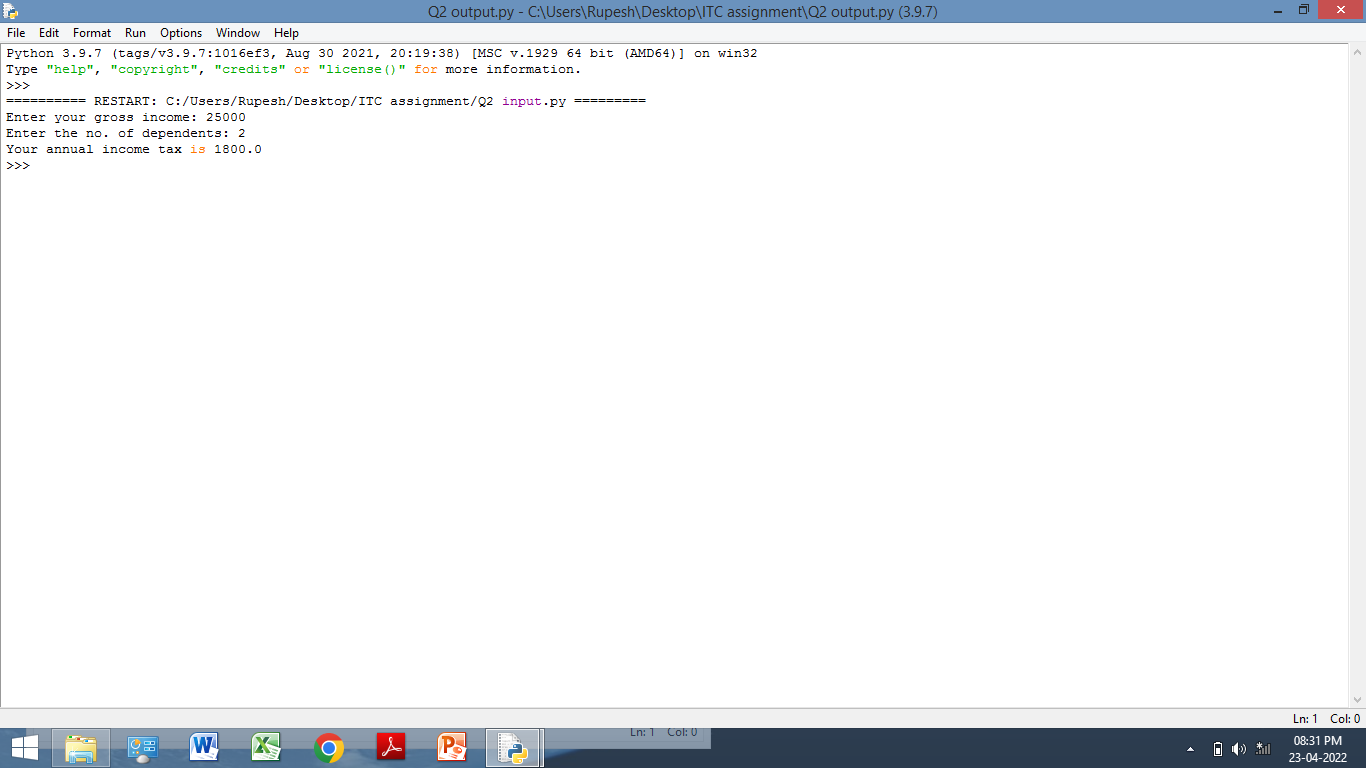 Q2 output.py - C:\Users\Rupesh\Desktop\ITC assignment\Q2 output.py (3.9.7)
File Edit Format Run Options Window Help
Python 3.9.7 (tags/v3.9.7:1016ef3, Aug 30 2021, 20:19:38) [MSC v.1929 64 bit (AMD64)] on win32
Type "help", "copyright", "credits" or "license()" for more information.
>>>
========== RESTART: C:/Users/Rupesh/Desktop/ITC assignment/Q2 input.py =========
Enter your gross income: 25000
Enter the no. of dependents: 2
Your annual income tax is 1800.0
>>>
Ln: 1 Col: 0
Ln: 1 Col: 0
08:31 PM
23-04-2022